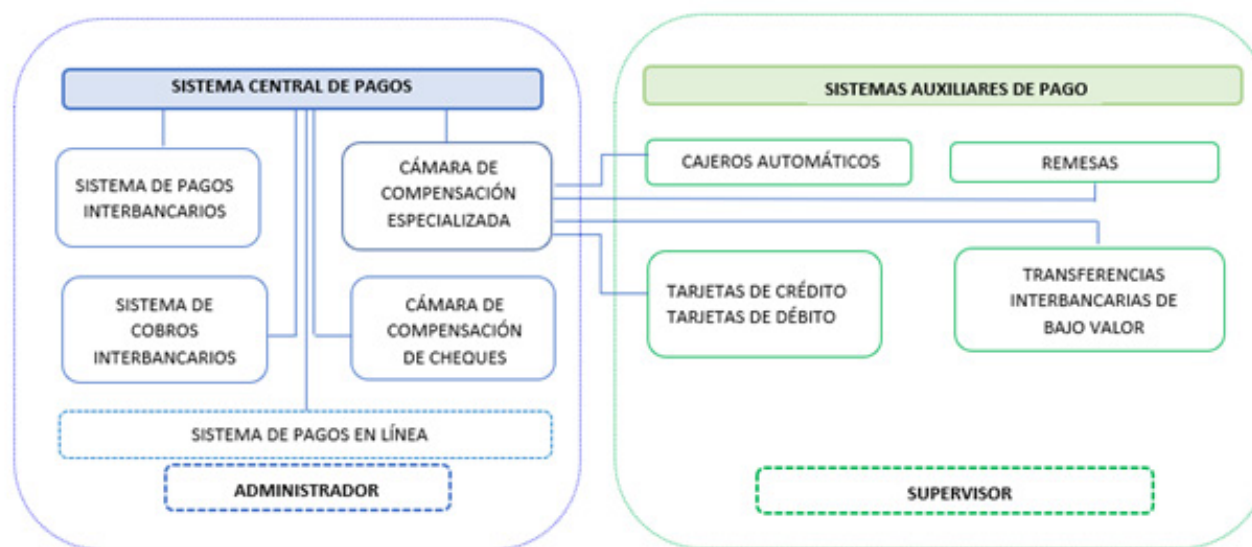 SISTEMA CENTRAL DE PAGOS
SISTEMA DE PAGOS
INTERBANCARIOS
CÁMARA DE
COMPENSACIÓN
ESPECIALIZADA
SISTEMA DE
COBROS
INTERBANCARIOS
CÁMARA DE
COMPENSACIÓN
DE CHEQUES
SISTEMA DE PAGOS EN LÍNEA
ADMINISTRADOR
SISTEMAS AUXILIARES DE PAGO
CAJEROS AUTOMÁTICOS
REMESAS
TARJETAS DE CRÉDITO
TARJETAS DE DÉBITO
TRANSFERENCIAS
INTERBANCARIAS DE
BAJO VALOR
SUPERVISOR